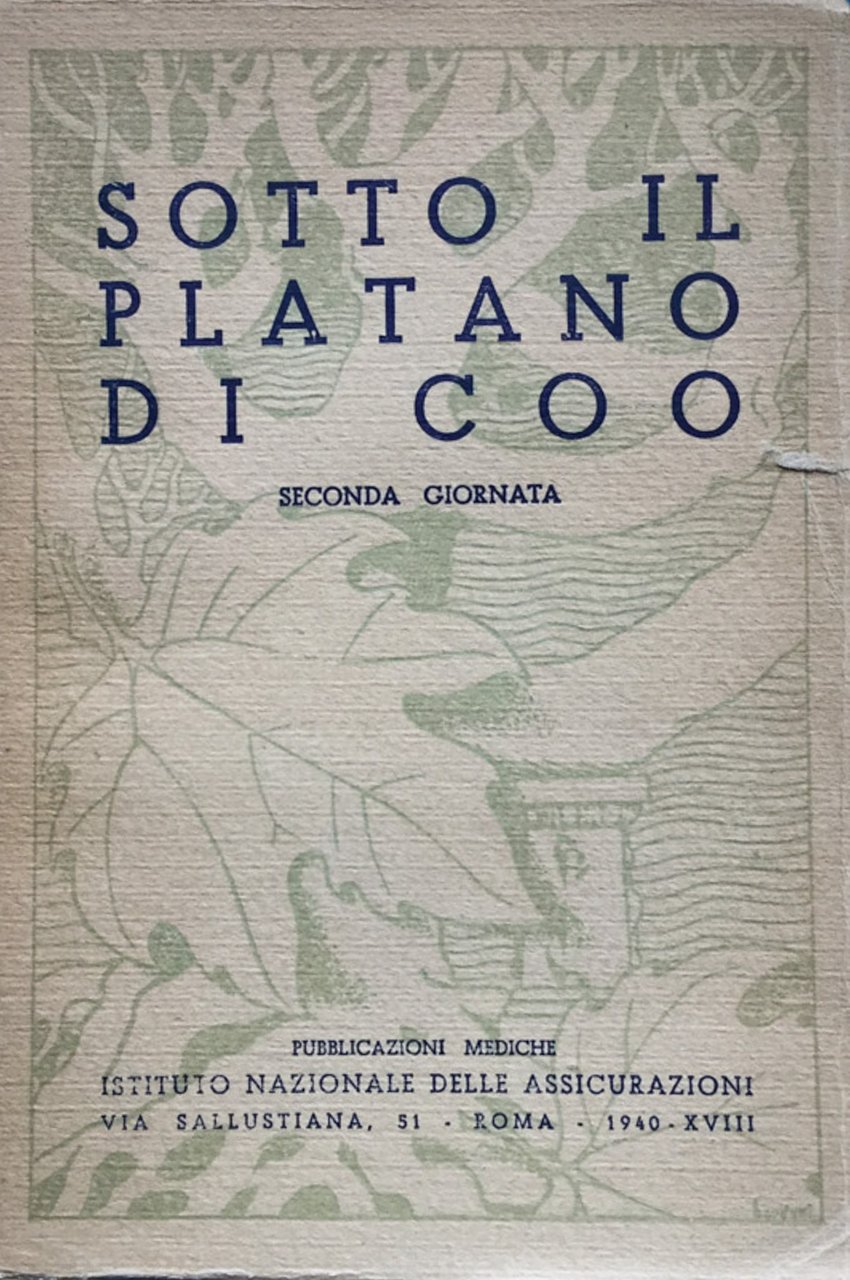 SOTTO IL
PLATANO
DI COO
SECONDA GIORNATA
PUBBLICAZIONI MEDICHE
ISTITUTO NAZIONALE DELLE ASSICURAZIONI
VIA SALLUSTIANA, 51 - ROMA - 1940 - XVIII